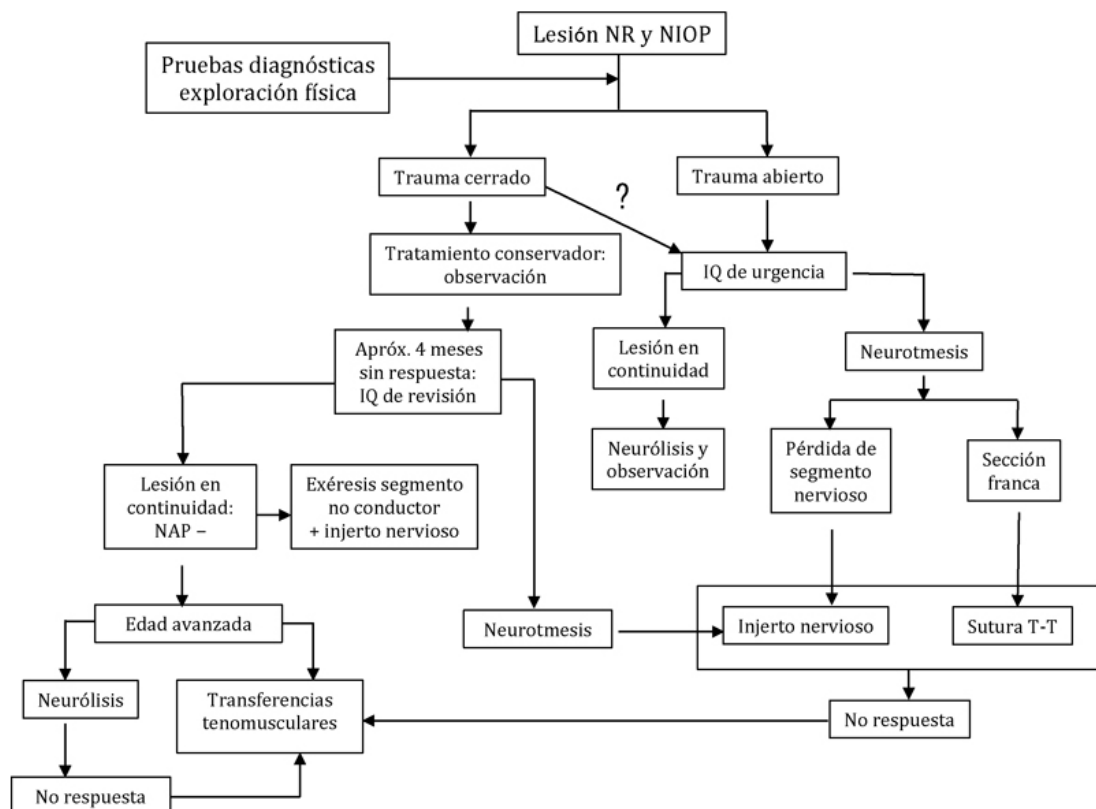 Lesión NR y NIOP
Pruebas diagnósticas
exploración física
Trauma cerrado
Trauma abierto
?
Tratamiento conservador:
observación
IQ de urgencia
Apróx. 4 meses
sin respuesta:
IQ de revisión
Lesión en
continuidad
Neurotmesis
Neurólisis y
observación
Pérdida de
segmento
nervioso
Sección
franca
Lesión en
continuidad:
NAP –
Exéresis segmento
no conductor
+ injerto nervioso
Edad avanzada
Neurotmesis
Injerto nervioso
Sutura T-T
Neurólisis
Transferencias
tenomusculares
No respuesta
No respuesta